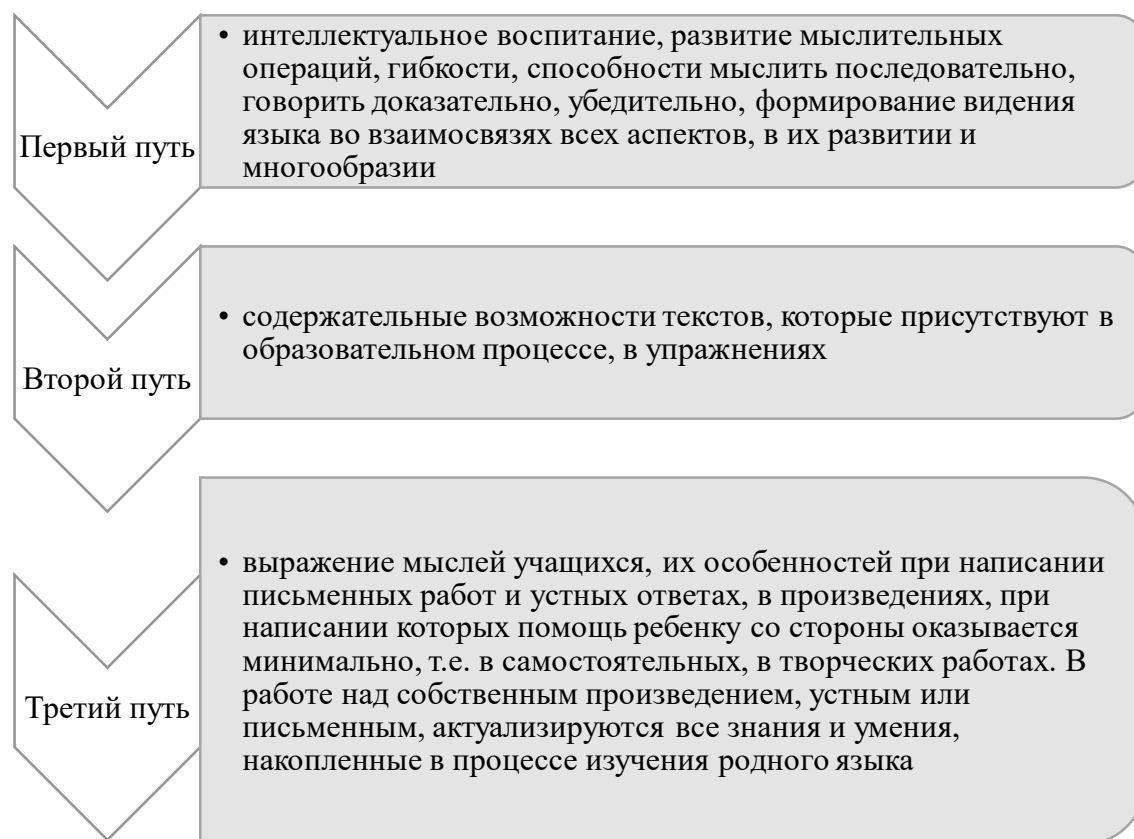 Первый путь
• интеллектуальное воспитание, развитие мыслительных
операций, гибкости, способности мыслить последовательно,
говорить доказательно, убедительно, формирование видения
языка во взаимосвязях всех аспектов, в их развитии и
многообразии
Второй путь
• содержательные возможности текстов, которые присутствуют в
образовательном процессе, в упражнениях
Третий путь
• выражение мыслей учащихся, их особенностей при написании
письменных работ и устных ответах, в произведениях, при
написании которых помощь ребенку со стороны оказывается
минимально, т.е. в самостоятельных, в творческих работах. В
работе над собственным произведением, устным или
письменным, актуализируются все знания и умения,
накопленные в процессе изучения родного языка